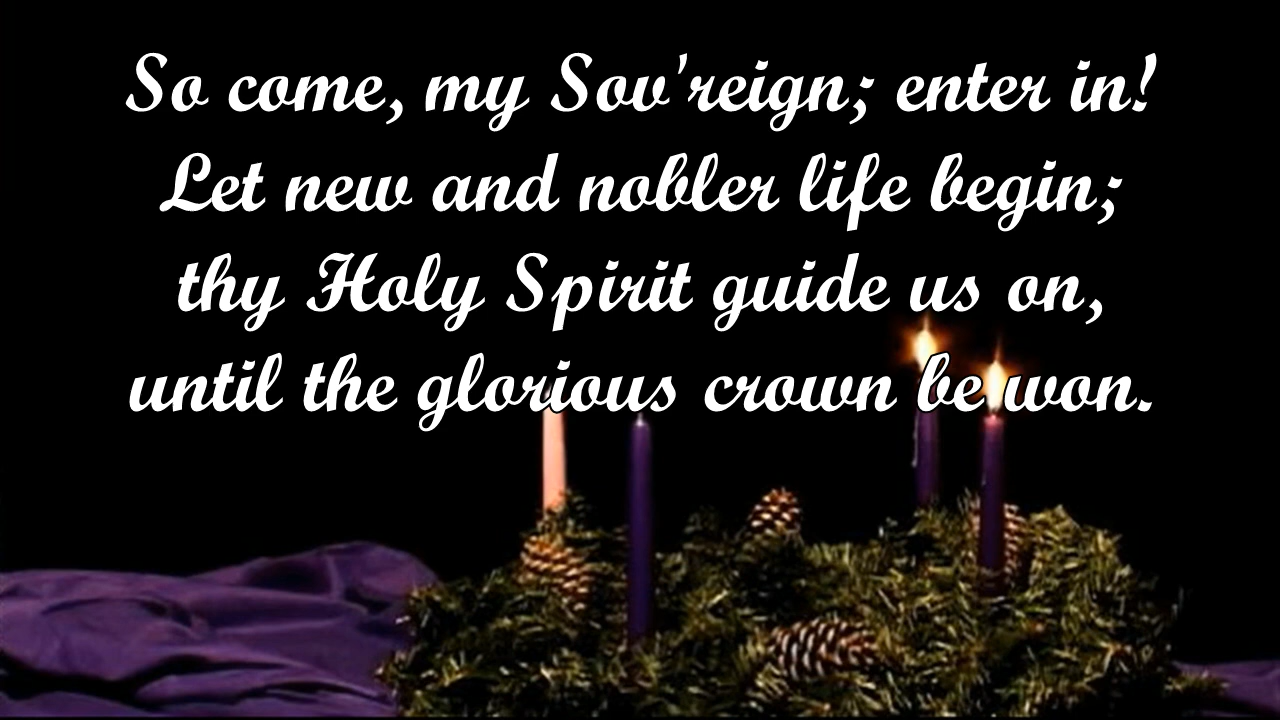 So come, my Sov'reign; enter in!
Let new and nobler life begin;
thy Holy Spirit guide us on,
until the glorious crown be won.